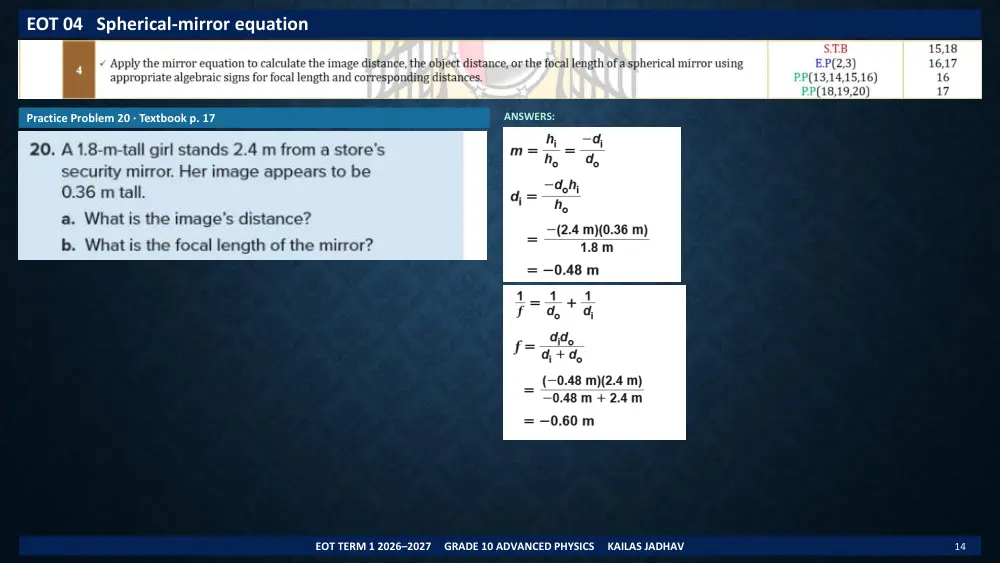 EOT 04 Spherical-mirror equation
4
✓ Apply the mirror equation to calculate the image distance, the object distance, or the focal length of a spherical mirror using
appropriate algebraic signs for focal length and corresponding distances.
S.T.B 15,18
E.P(2,3) 16,17
P.P(13,14,15,16) 16
P.P(18,19,20) 17
Practice Problem 20 · Textbook p. 17
20. A 1.8-m-tall girl stands 2.4 m from a store's
security mirror. Her image appears to be
0.36 m tall.
a. What is the image's distance?
b. What is the focal length of the mirror?
ANSWERS:
m = hi/ho = −di/do
di = −dohi/ho
= −(2.4 m)(0.36 m)/1.8 m
= −0.48 m
1/f = 1/do + 1/di
f = dido/di + do
= (−0.48 m)(2.4 m)/−0.48 m + 2.4 m
= −0.60 m
EOT TERM 1 2026–2027 GRADE 10 ADVANCED PHYSICS KAILAS JADHAV
14